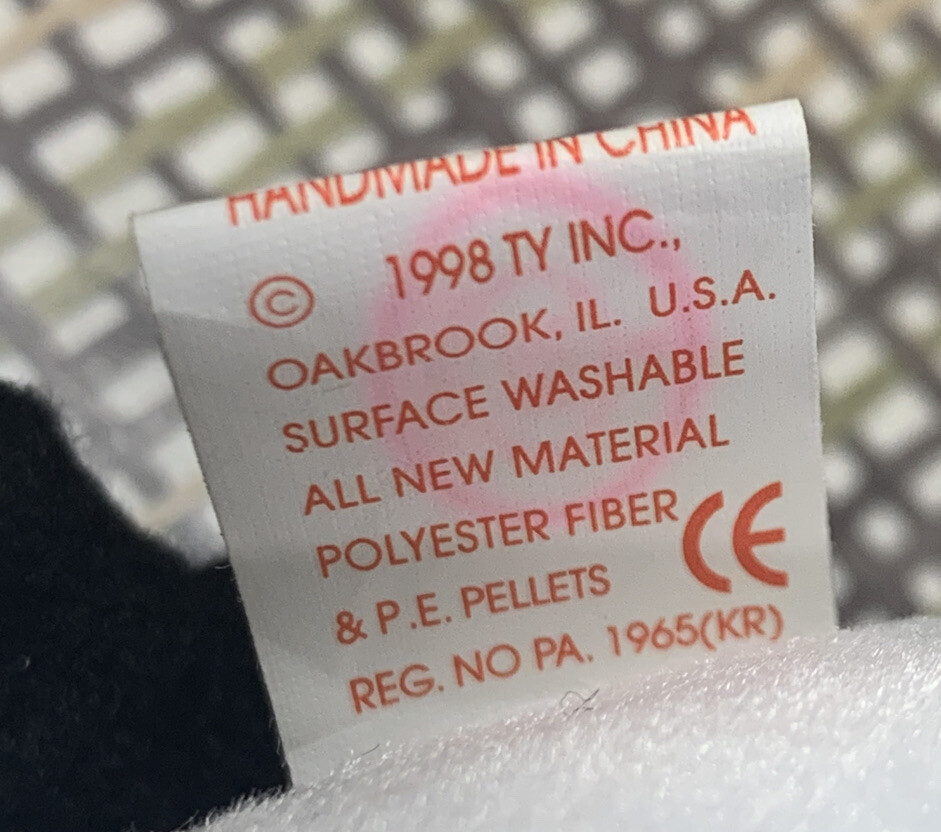 HANDMADE IN CHINA
© 1998 TY INC.,
OAKBROOK, IL. U.S.A.
SURFACE WASHABLE
ALL NEW MATERIAL
POLYESTER FIBER
& P.E. PELLETS CE
REG. NO PA. 1965(KR)